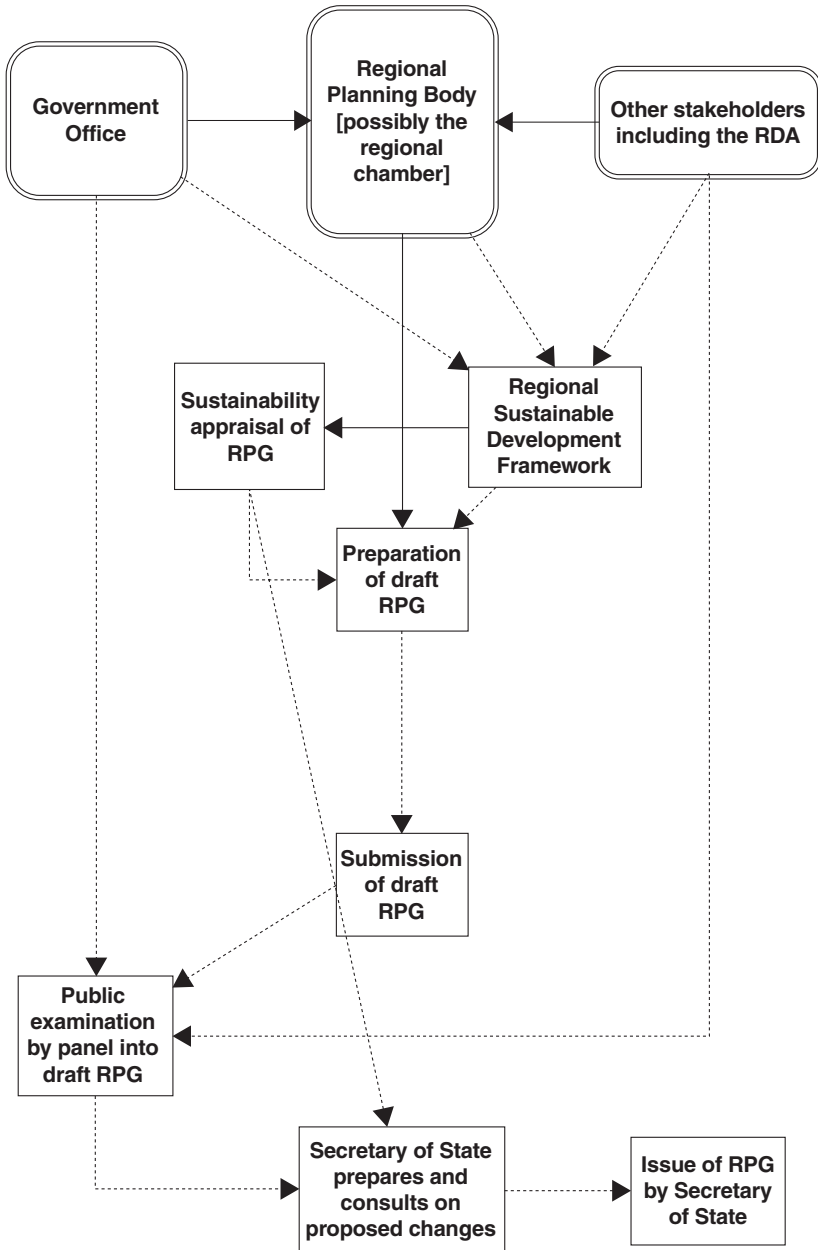 Government
Office
Regional
Planning Body
[possibly the
regional
chamber]
Other stakeholders
including the RDA
Sustainability
appraisal of
RPG
Regional
Sustainable
Development
Framework
Preparation
of draft
RPG
Submission
of draft
RPG
Public
examination
by panel into
draft RPG
Secretary of State
prepares and
consults on
proposed changes
Issue of RPG
by Secretary
of State